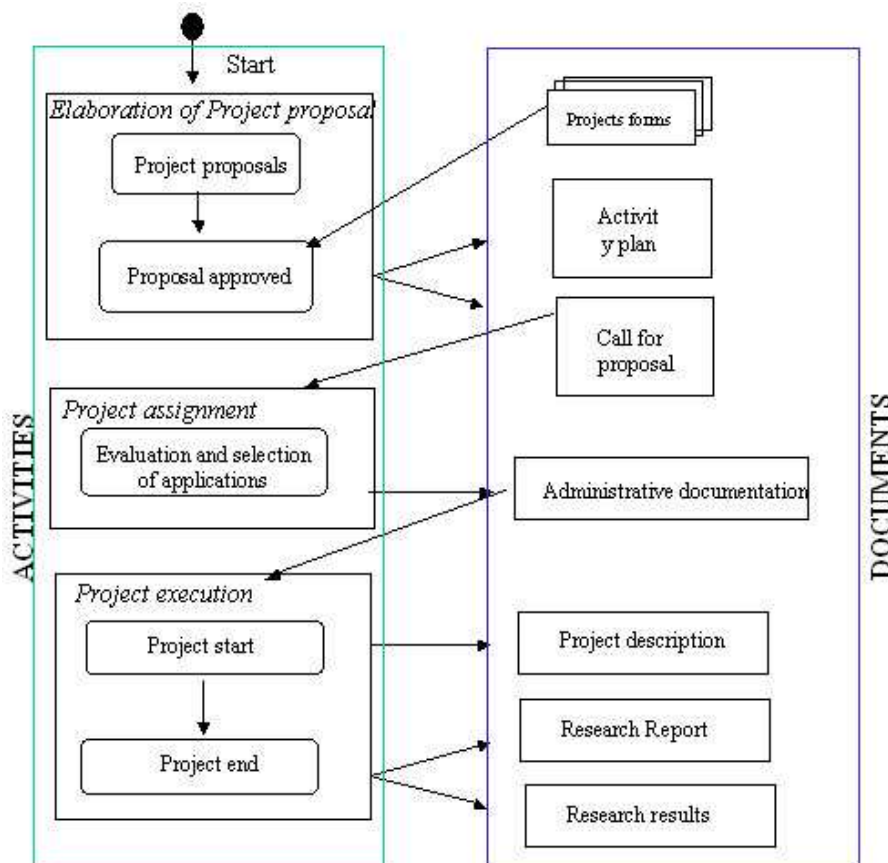 Start
Elaboration of Project proposal
Project proposals
Proposal approved
Project assignment
Evaluation and selection
of applications
Project execution
Project start
Project end
ACTIVITIES
Projects forms
Activit
y plan
Call for
proposal
Administrative documentation
Project description
Research Report
Research results
DOCUMENTS